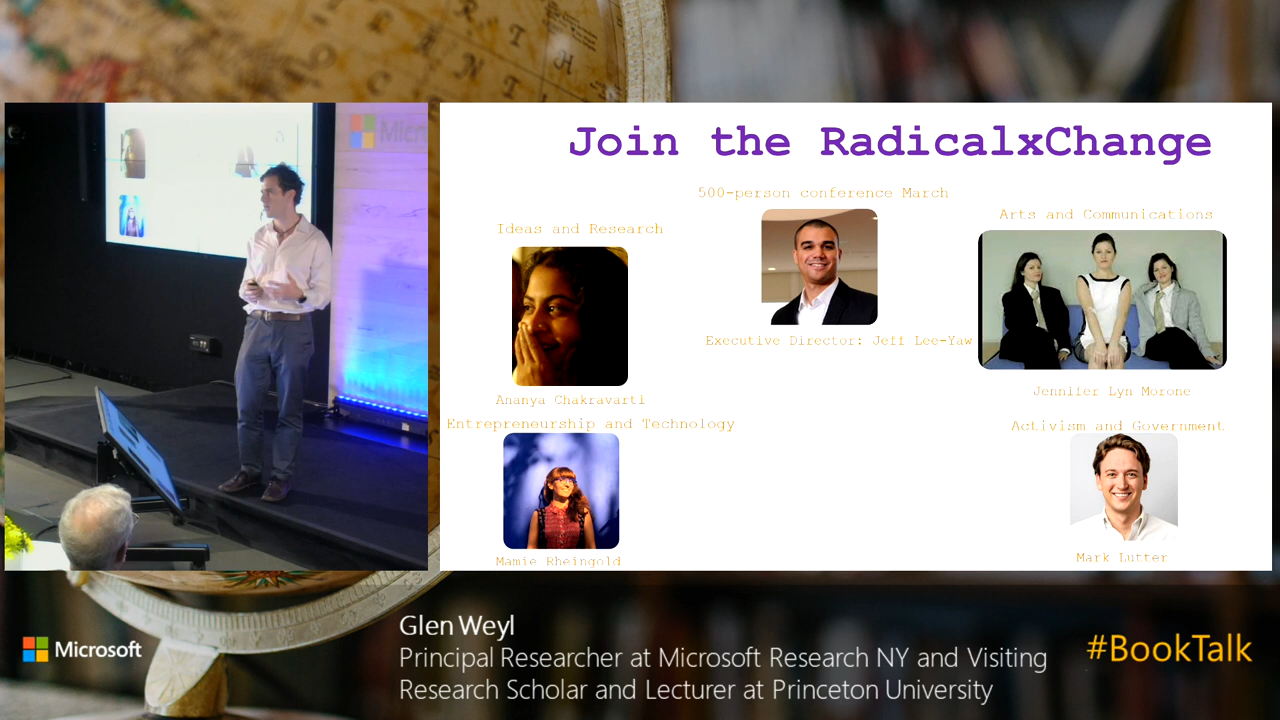 Join the RadicalxChange
500-person conference March
Ideas and Research
Arts and Communications
Executive Director: Jeff Lee-Yaw
Jennifer Lyn Morone
Ananya Chakravarti
Entrepreneurship and Technology
Activism and Government
Mamie Rheingold
Mark Lutter
Microsoft
Glen Weyl
Principal Researcher at Microsoft Research NY and Visiting
Research Scholar and Lecturer at Princeton University
#BookTalk